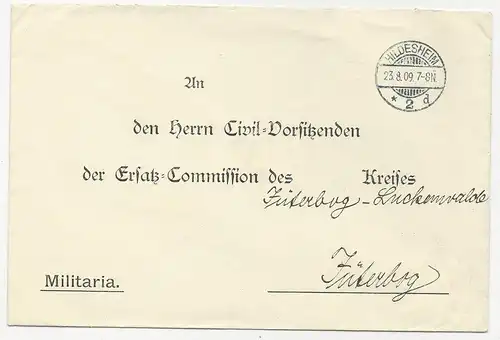 HILDESHEIM
23.8.09.7-8N.
* 2 d
An
den Herrn Civil-Vorsitzenden
der Ersatz-Commission des Kreises
Jüterbog-Luckenwalde
Jüterbog
Militaria.